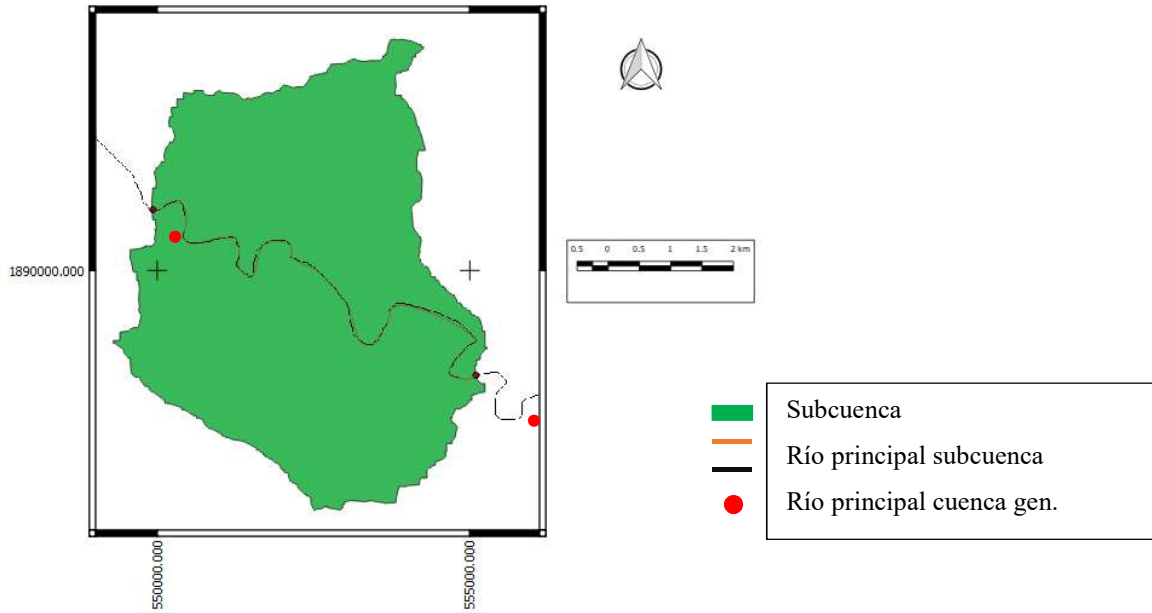 0.5 0 0.5 1 1.5 2 km
1890000.000
550000.000
555000.000
Subcuenca
Río principal subcuenca
Río principal cuenca gen.